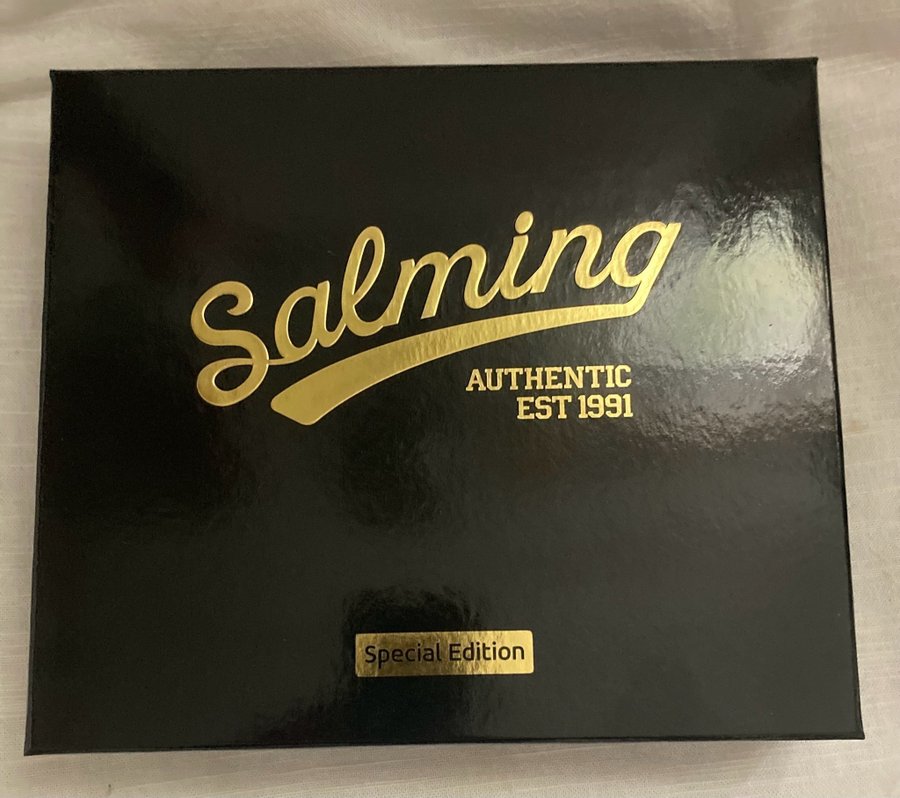 Salming
AUTHENTIC
EST 1991
Special Edition